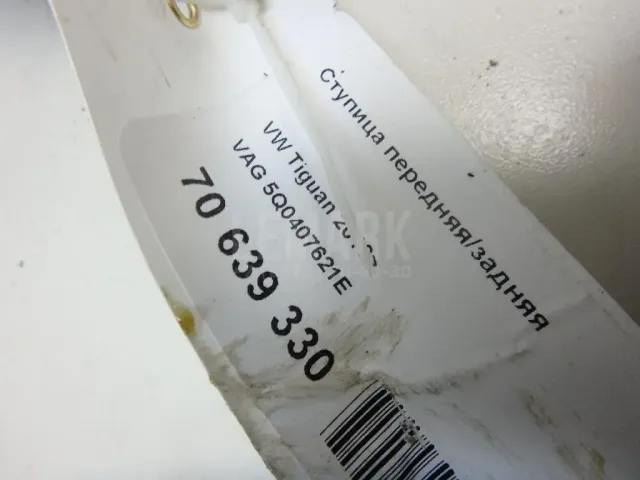 Ступица передняя/задняя
VW Tiguan
VAG 5Q0407621E
70 639 330